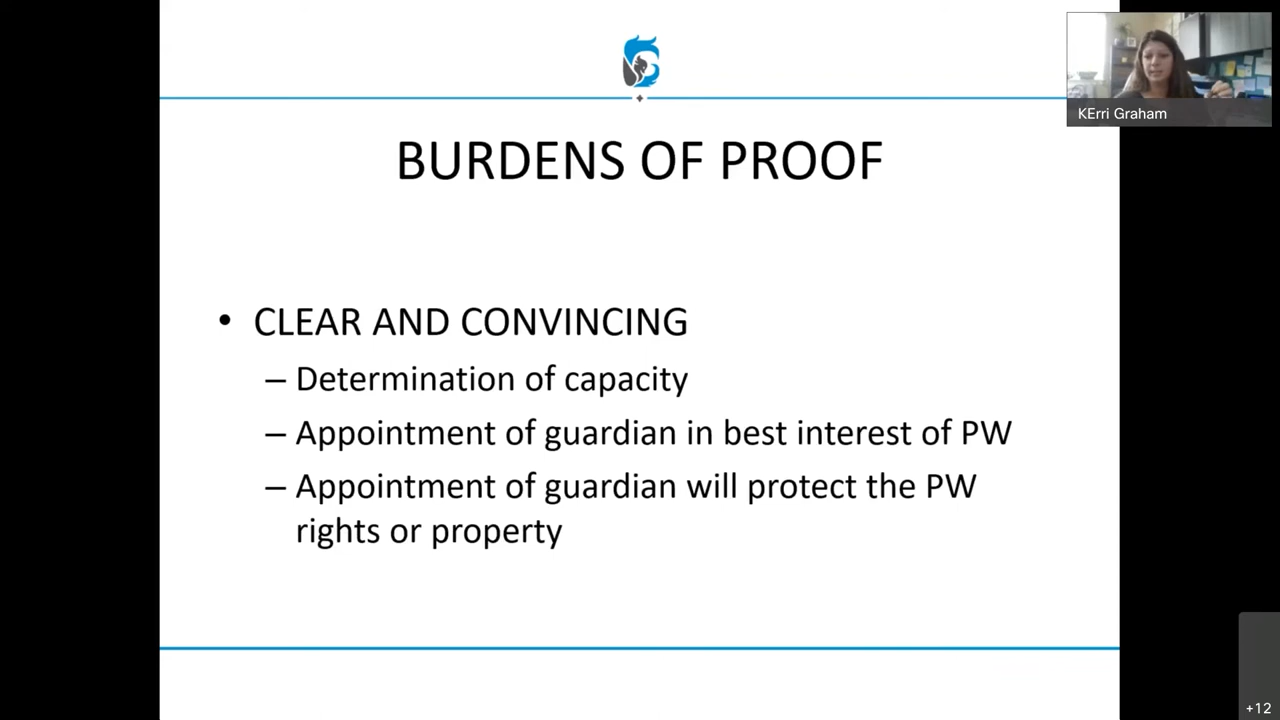 KErri Graham
BURDENS OF PROOF
• CLEAR AND CONVINCING
– Determination of capacity
– Appointment of guardian in best interest of PW
– Appointment of guardian will protect the PW
rights or property
+12